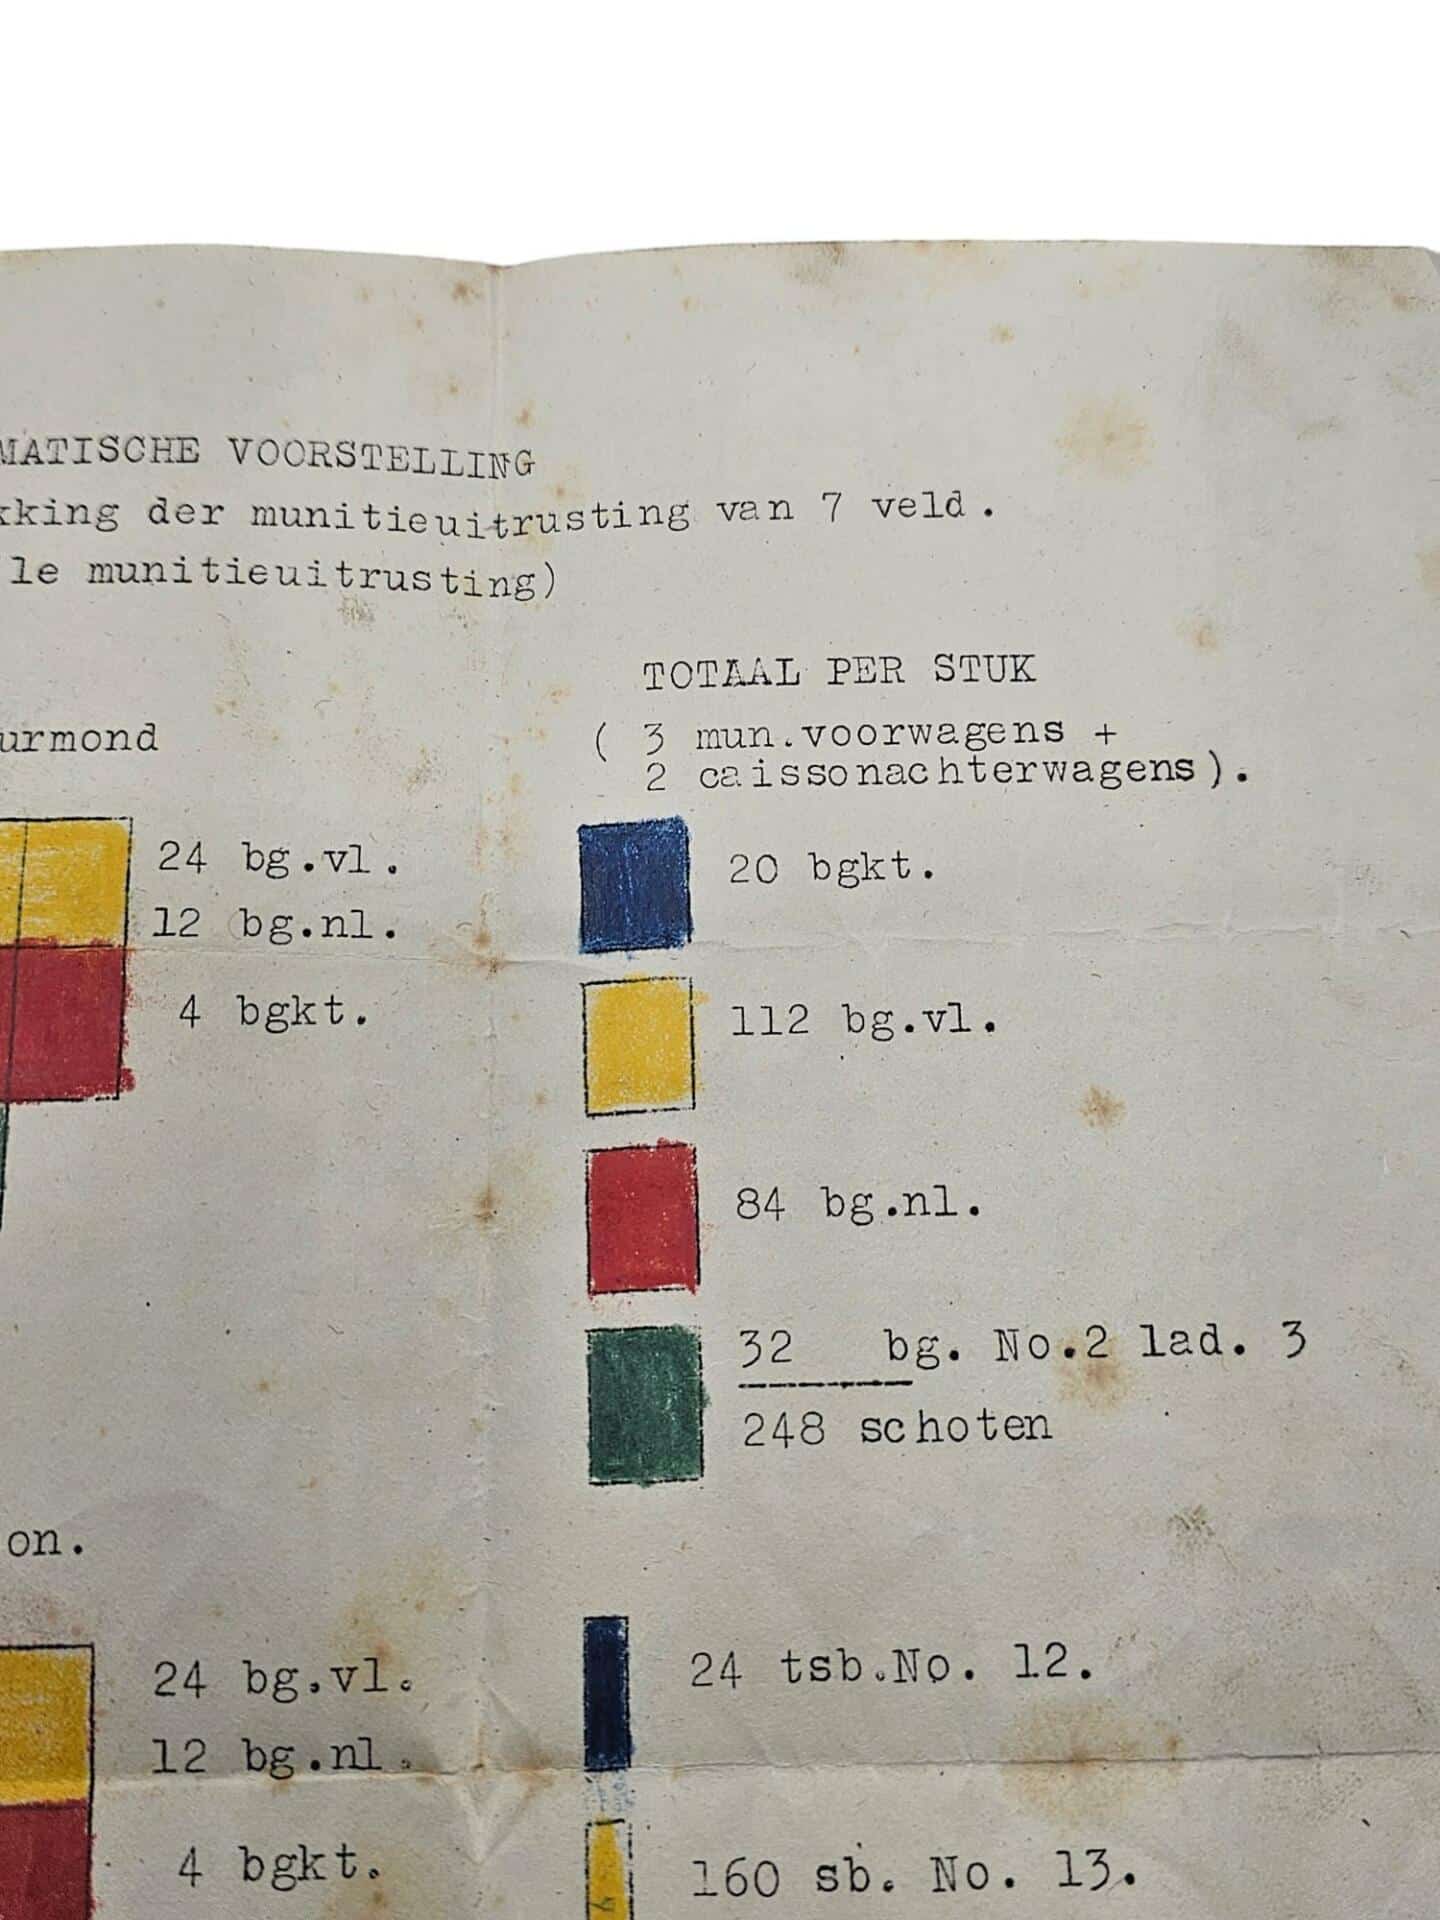 MATISCHE VOORSTELLING
kking der munitieuitrusting van 7 veld.
le munitieuitrusting)
TOTAAL PER STUK
( 3 mun.voorwagens +
2 caissonachterwagens).
urmond
24 bg.vl.
12 bg.nl.
4 bgkt.
20 bgkt.
112 bg.vl.
84 bg.nl.
32 bg. No.2 lad. 3
248 schoten
on.
24 bg.vl.
12 bg.nl.
4 bgkt.
24 tsb.No. 12.
160 sb. No. 13.